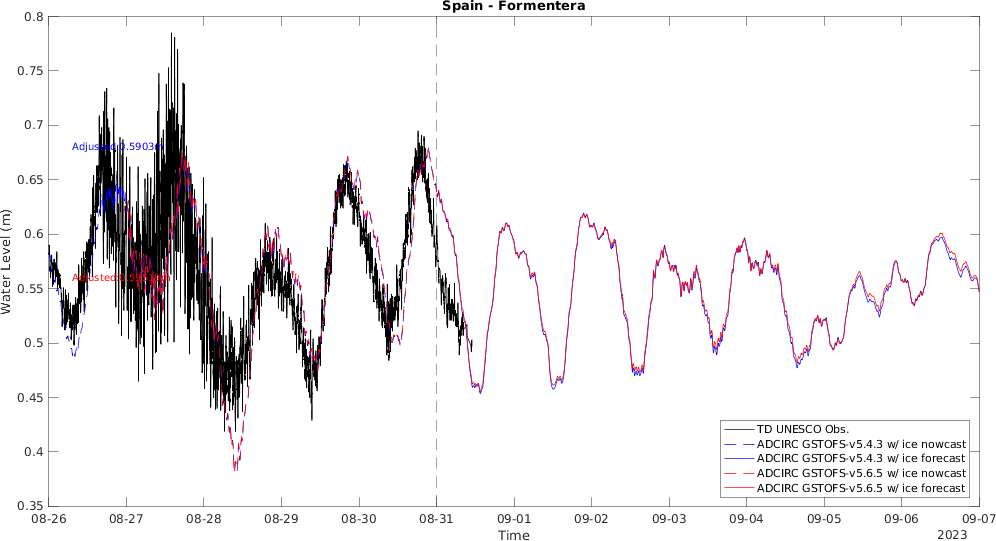 Spain - Formentera
Water Level (m)
0.8
0.75
0.7
0.65
0.6
0.55
0.5
0.45
0.4
0.35
Adjusted:0.5903m
08-26
08-27
08-28
08-29
08-30
08-31
09-01
09-02
09-03
09-04
09-05
09-06
09-07
Time
2023
TD UNESCO Obs.
ADCIRC GSTOFS-v5.4.3 w/ ice nowcast
ADCIRC GSTOFS-v5.4.3 w/ ice forecast
ADCIRC GSTOFS-v5.6.5 w/ ice nowcast
ADCIRC GSTOFS-v5.6.5 w/ ice forecast